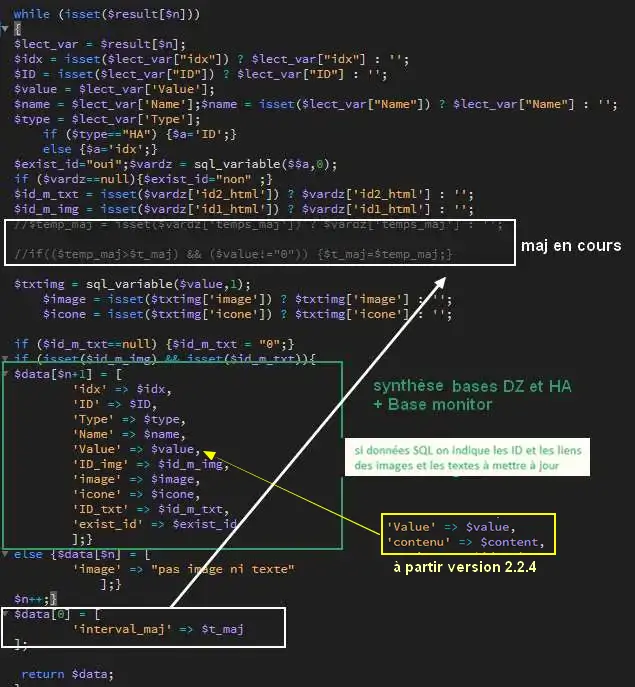 while (isset($result[$n]))
{
$lect_var = $result[$n];
$idx = isset($lect_var["idx"]) ? $lect_var["idx"] : '';
$ID = isset($lect_var["ID"]) ? $lect_var["ID"] : '';
$value = $lect_var['Value'];
$name = $lect_var['Name'];$name = isset($lect_var["Name"]) ? $lect_var["Name"] : '';
$type = $lect_var['Type'];
if ($type=="HA") {$a='ID';}
else {$a='idx';}
$exist_id="oui";$vardz = sql_variable($$a,0);
if ($vardz==null){$exist_id="non" ;}
$id_m_txt = isset($vardz['id2_html']) ? $vardz['id2_html'] : '';
$id_m_img = isset($vardz['id1_html']) ? $vardz['id1_html'] : '';
//$temp_maj = isset($vardz['temps_maj']) ? $vardz['temps_maj'] : '';
maj en cours
//if(($temp_maj>$t_maj) && ($value!="0")) {$t_maj=$temp_maj;}
$txtimg = sql_variable($value,1);
$image = isset($txtimg['image']) ? $txtimg['image'] : '';
$icone = isset($txtimg['icone']) ? $txtimg['icone'] : '';
if ($id_m_txt==null) {$id_m_txt = "0";}
if (isset($id_m_img) && isset($id_m_txt)){
$data[$n+1] = [
'idx' => $idx,
'ID' => $ID,
'Type' => $type,
'Name' => $name,
'Value' => $value,
'ID_img' => $id_m_img,
'image' => $image,
'icone' => $icone,
'ID_txt' => $id_m_txt,
'exist_id' => $exist_id
];}
synthèse bases DZ et HA
+ Base monitor
si données SQL on indique les ID et les liens
des images et les textes à mettre à jour
'Value' => $value,
'contenu' => $content,
à partir version 2.2.4
else {$data[$n] = [
'image' => "pas image ni texte"
];}
$n++;}
$data[0] = [
'interval_maj' => $t_maj
];
return $data;